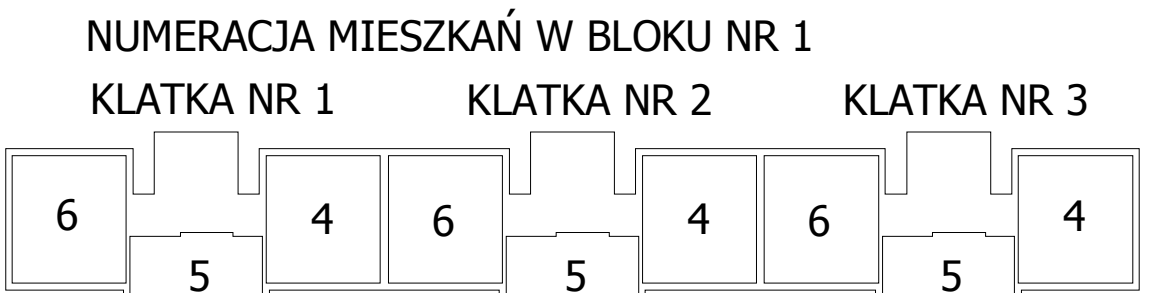 NUMERACJA MIESZKAŃ W BLOKU NR 1
KLATKA NR 1 KLATKA NR 2 KLATKA NR 3
6 4 6 4 6 4
5 5 5